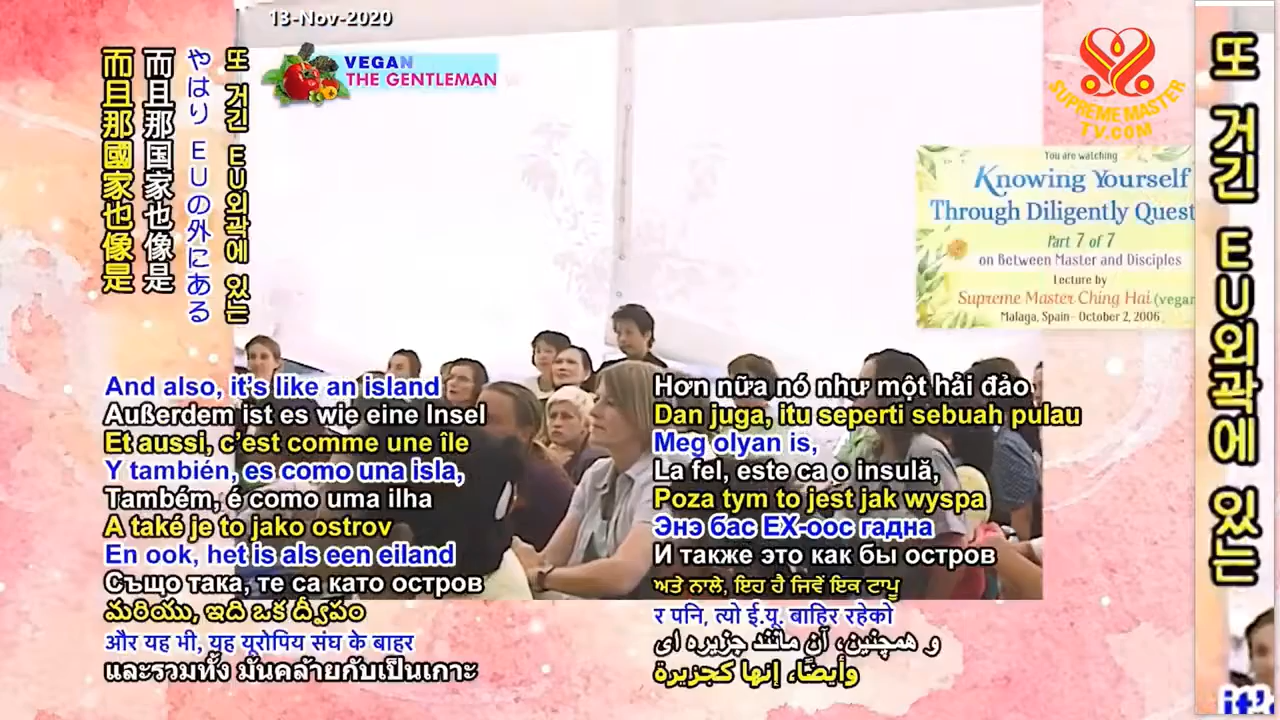 13-Nov-2020
VEGAN
THE GENTLEMAN
SUPREME MASTER
TV.COM
You are watching
Knowing Yourself
Through Diligently Quest
Part 7 of 7
on Between Master and Disciples
Lecture by
Supreme Master Ching Hai (vegan
Malaga, Spain - October 2, 2006
而且那國家也像是
而且那国家也像是
やはり EUの外にある
또 거긴 EU외곽에 있는
And also, it's like an island
Außerdem ist es wie eine Insel
Et aussi, c'est comme une île
Y también, es como una isla,
Também, é como uma ilha
A také je to jako ostrov
En ook, het is als een eiland
Също така, те са като остров
మరియు, ఇది ఒక ద్వీపం
और यह भी, यह यूरोपिय संघ के बाहर
และรวมทั้ง มันคล้ายกับเป็นเกาะ
Hơn nữa nó như một hải đảo
Dan juga, itu seperti sebuah pulau
Meg olyan is,
La fel, este ca o insulă,
Poza tym to jest jak wyspa
Энэ бас ЕХ-оос гадна
И также это как бы остров
ਅਤੇ ਨਾਲੇ, ਇਹ ਹੈ ਜਿਵੇਂ ਇਕ ਟਾਪੂ
र पनि, त्यो ई.यू. बाहिर रहेको
و همچنین، آن مانند جزیره ای
وأيضًا، إنها كجزيرة
또 거긴 EU외곽에 있는
it's